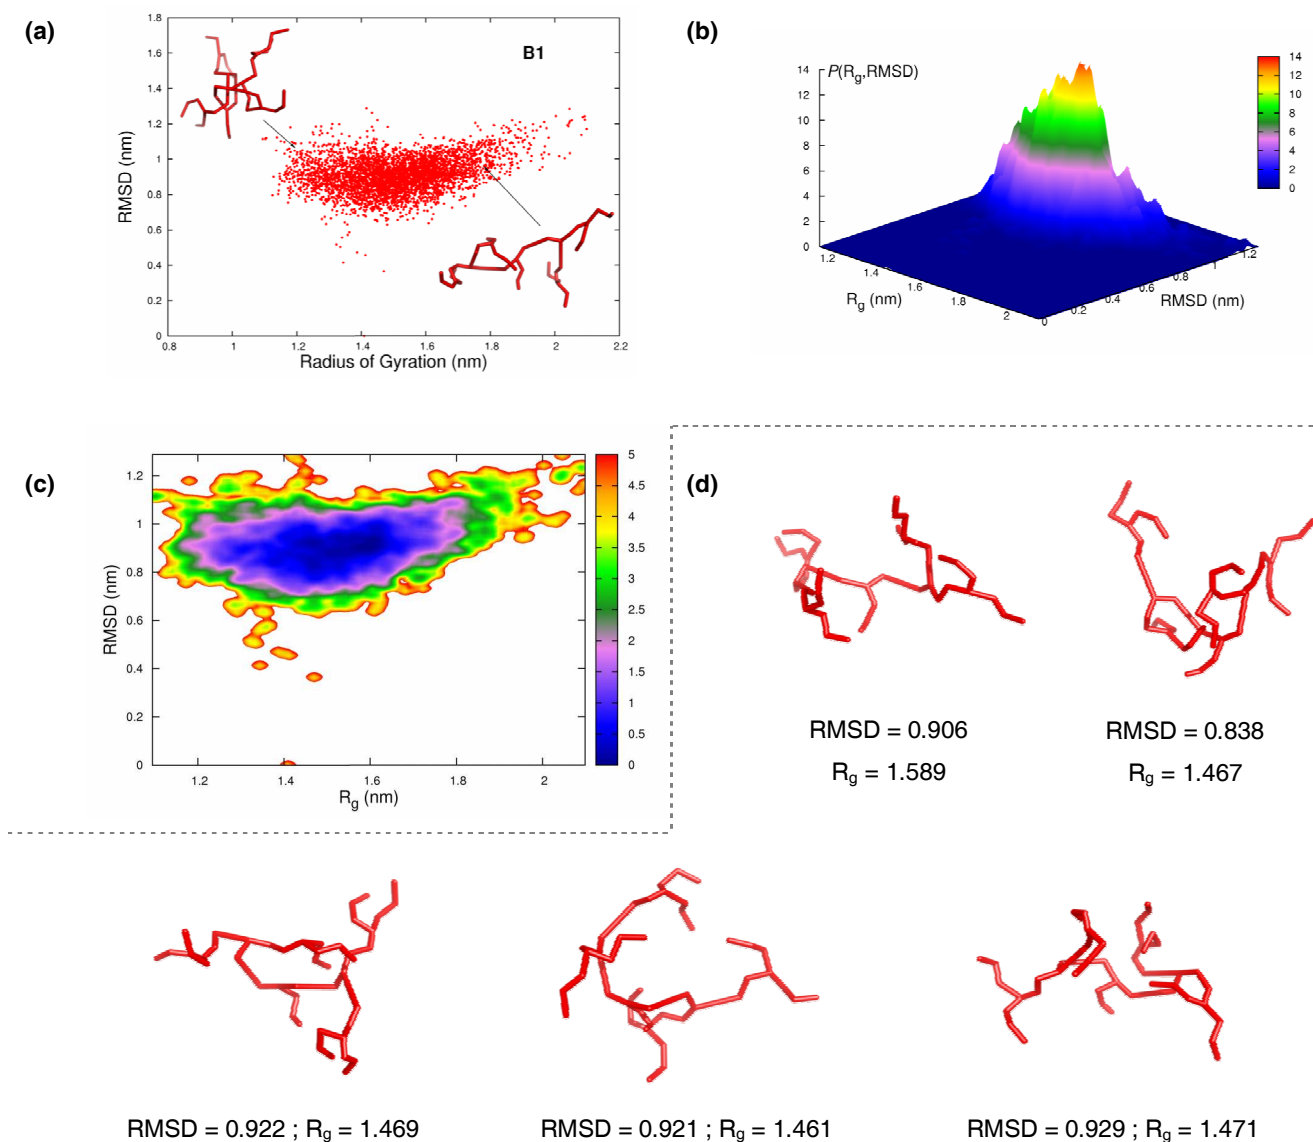 (a)
1.8
1.6
1.4
1.2
1
0.8
0.6
0.4
0.2
0
RMSD (nm)
B1
0.8 1 1.2 1.4 1.6 1.8 2 2.2
Radius of Gyration (nm)
(b)
P(Rg,RMSD)
14
12
10
8
6
4
2
0
1.2 1.4 1.6 1.8 2
Rg (nm)
0 0.2 0.4 0.6 0.8 1 1.2
RMSD (nm)
14
12
10
8
6
4
2
0
(c)
1.2
1
0.8
0.6
0.4
0.2
0
RMSD (nm)
1.2 1.4 1.6 1.8 2
Rg (nm)
5
4.5
4
3.5
3
2.5
2
1.5
1
0.5
0
(d)
RMSD = 0.906
Rg = 1.589
RMSD = 0.838
Rg = 1.467
RMSD = 0.922 ; Rg = 1.469
RMSD = 0.921 ; Rg = 1.461
RMSD = 0.929 ; Rg = 1.471